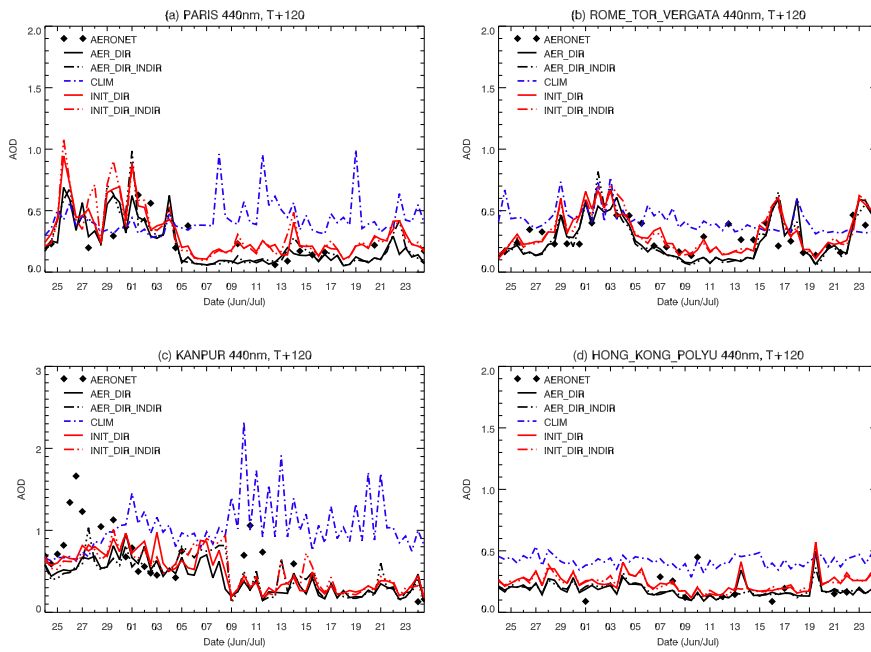 (a) PARIS 440nm, T+120
2.0
1.5
1.0
0.5
0.0
AOD
AERONET
AER_DIR
AER_DIR_INDIR
CLIM
INIT_DIR
INIT_DIR_INDIR
25 27 29 01 03 05 07 09 11 13 15 17 19 21 23
Date (Jun/Jul)
(b) ROME_TOR_VERGATA 440nm, T+120
2.0
1.5
1.0
0.5
0.0
AOD
AERONET
AER_DIR
AER_DIR_INDIR
CLIM
INIT_DIR
INIT_DIR_INDIR
25 27 29 01 03 05 07 09 11 13 15 17 19 21 23
Date (Jun/Jul)
(c) KANPUR 440nm, T+120
3
2
1
0
AOD
AERONET
AER_DIR
AER_DIR_INDIR
CLIM
INIT_DIR
INIT_DIR_INDIR
25 27 29 01 03 05 07 09 11 13 15 17 19 21 23
Date (Jun/Jul)
(d) HONG_KONG_POLYU 440nm, T+120
2.0
1.5
1.0
0.5
0.0
AOD
AERONET
AER_DIR
AER_DIR_INDIR
CLIM
INIT_DIR
INIT_DIR_INDIR
25 27 29 01 03 05 07 09 11 13 15 17 19 21 23
Date (Jun/Jul)